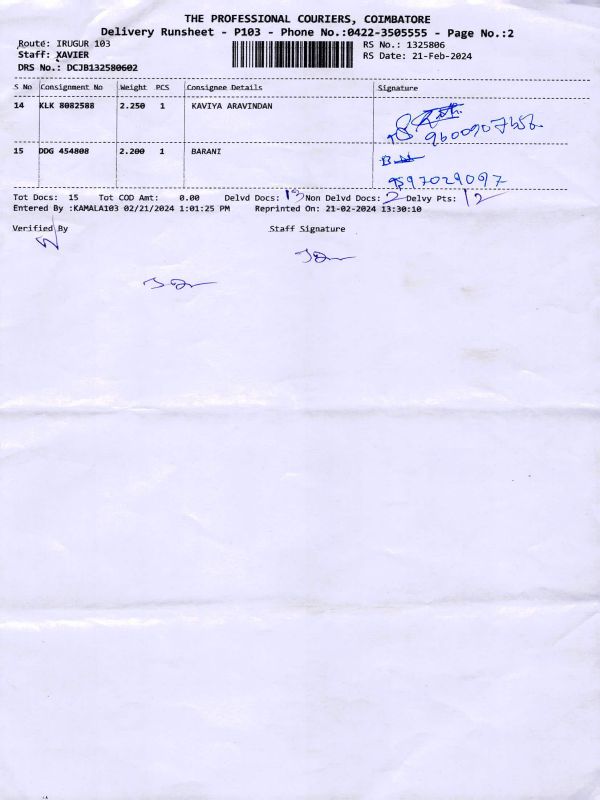 THE PROFESSIONAL COURIERS, COIMBATORE
Delivery Runsheet - P103 - Phone No.:0422-3505555 - Page No.:2
Route: IRUGUR 103 RS No.: 1325806
Staff: XAVIER RS Date: 21-Feb-2024
DRS No.: DCJB132580602
S No Consignment No Weight PCS Consignee Details Signature
14 KLK 8082588 2.250 1 KAVIYA ARAVINDAN
9600907458
15 DDG 454808 2.200 1 BARANI
9597029097
Tot Docs: 15 Tot COD Amt: 0.00 Delvd Docs: 13 Non Delvd Docs: 2 Delvy Pts: 12
Entered By :KAMALA103 02/21/2024 1:01:25 PM Reprinted On: 21-02-2024 13:30:10
Verified By Staff Signature